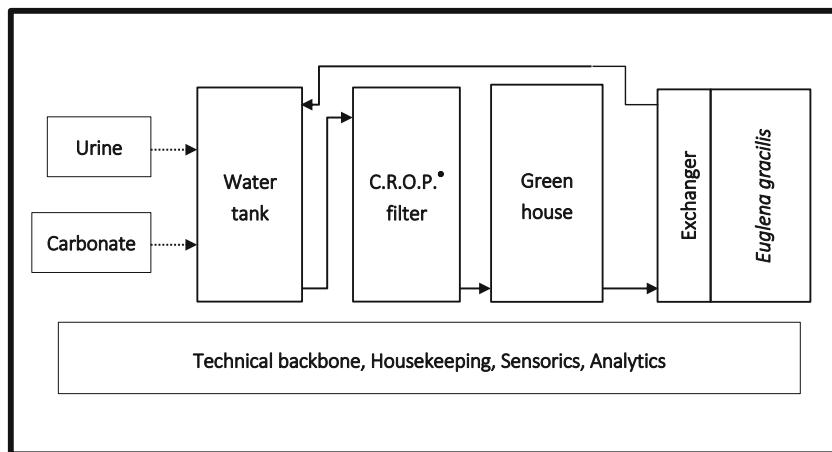 Urine
Carbonate
Water
tank
C.R.O.P.•
filter
Green
house
Exchanger
Euglena gracilis
Technical backbone, Housekeeping, Sensorics, Analytics